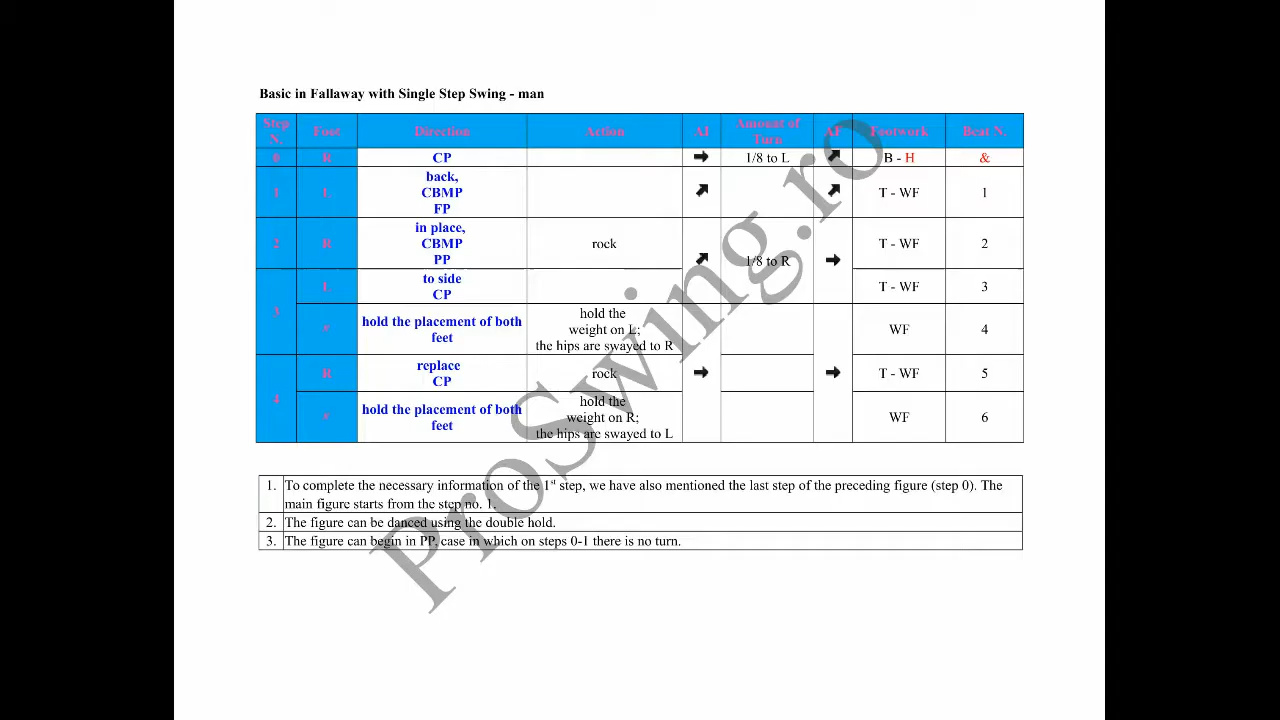 Basic in Fallaway with Single Step Swing - man
Step N. Foot Direction Action AI Amount of Turn AF Footwork Beat N.
0 R CP ➡ 1/8 to L ⬈ B - H &
1 L back, CBMP FP ⬈ ⬈ T - WF 1
2 R in place, CBMP PP rock ⬈ 1/8 to R ➡ T - WF 2
3 L to side CP T - WF 3
" hold the placement of both feet hold the weight on L; the hips are swayed to R WF 4
4 R replace CP rock ➡ ➡ T - WF 5
" hold the placement of both feet hold the weight on R; the hips are swayed to L WF 6
1. To complete the necessary information of the 1st step, we have also mentioned the last step of the preceding figure (step 0). The
main figure starts from the step no. 1.
2. The figure can be danced using the double hold.
3. The figure can begin in PP, case in which on steps 0-1 there is no turn.
ProSwing.ro